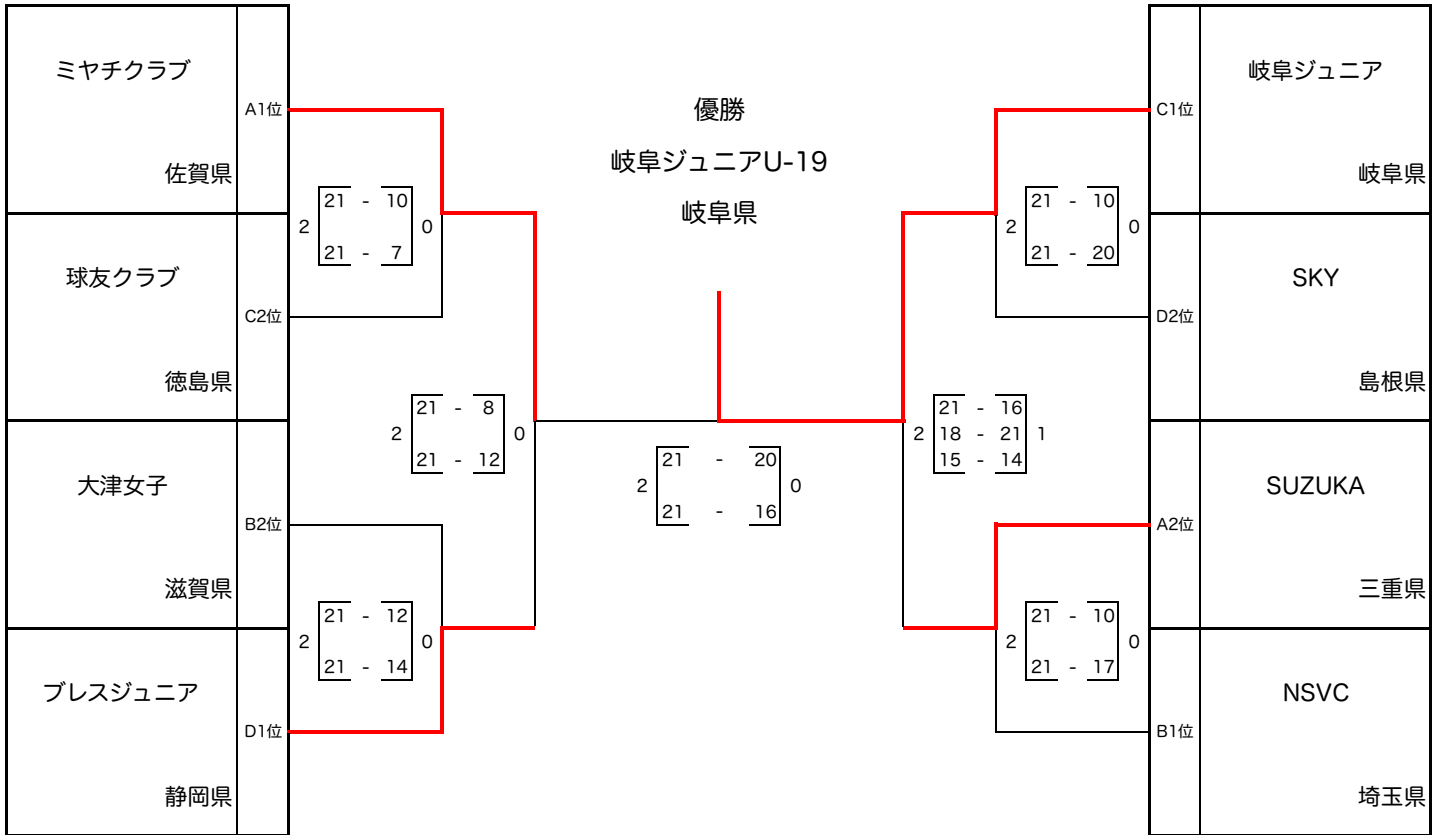 ミヤチクラブ
A1位
佐賀県
球友クラブ
C2位
徳島県
大津女子
B2位
滋賀県
ブレスジュニア
D1位
静岡県
21 - 10
2 0
21 - 7
21 - 12
2 0
21 - 14
21 - 8
2 0
21 - 12
優勝
岐阜ジュニアU-19
岐阜県
21 - 20
2 0
21 - 16
21 - 16
2 18 - 21 1
15 - 14
21 - 10
2 0
21 - 20
21 - 10
2 0
21 - 17
岐阜ジュニア
C1位
岐阜県
SKY
D2位
島根県
SUZUKA
A2位
三重県
NSVC
B1位
埼玉県